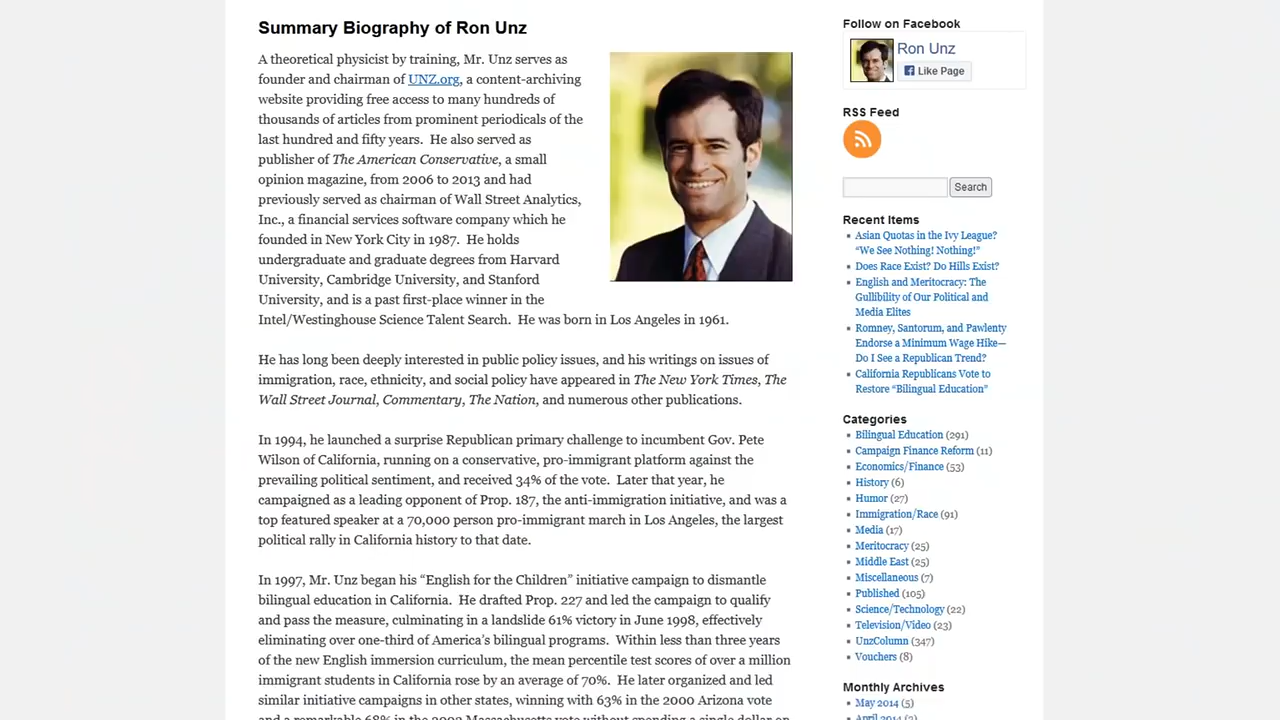 Summary Biography of Ron Unz
A theoretical physicist by training, Mr. Unz serves as
founder and chairman of UNZ.org, a content-archiving
website providing free access to many hundreds of
thousands of articles from prominent periodicals of the
last hundred and fifty years.  He also served as
publisher of The American Conservative, a small
opinion magazine, from 2006 to 2013 and had
previously served as chairman of Wall Street Analytics,
Inc., a financial services software company which he
founded in New York City in 1987.  He holds
undergraduate and graduate degrees from Harvard
University, Cambridge University, and Stanford
University, and is a past first-place winner in the
Intel/Westinghouse Science Talent Search.  He was born in Los Angeles in 1961.
He has long been deeply interested in public policy issues, and his writings on issues of
immigration, race, ethnicity, and social policy have appeared in The New York Times, The
Wall Street Journal, Commentary, The Nation, and numerous other publications.
In 1994, he launched a surprise Republican primary challenge to incumbent Gov. Pete
Wilson of California, running on a conservative, pro-immigrant platform against the
prevailing political sentiment, and received 34% of the vote.  Later that year, he
campaigned as a leading opponent of Prop. 187, the anti-immigration initiative, and was a
top featured speaker at a 70,000 person pro-immigrant march in Los Angeles, the largest
political rally in California history to that date.
In 1997, Mr. Unz began his “English for the Children” initiative campaign to dismantle
bilingual education in California.  He drafted Prop. 227 and led the campaign to qualify
and pass the measure, culminating in a landslide 61% victory in June 1998, effectively
eliminating over one-third of America’s bilingual programs.  Within less than three years
of the new English immersion curriculum, the mean percentile test scores of over a million
immigrant students in California rose by an average of 70%.  He later organized and led
similar initiative campaigns in other states, winning with 63% in the 2000 Arizona vote
and a remarkable 68% in the 2002 Massachusetts vote without spending a single dollar on
Follow on Facebook
Ron Unz
Like Page
RSS Feed
Search
Recent Items
Asian Quotas in the Ivy League?
“We See Nothing! Nothing!”
Does Race Exist? Do Hills Exist?
English and Meritocracy: The
Gullibility of Our Political and
Media Elites
Romney, Santorum, and Pawlenty
Endorse a Minimum Wage Hike—
Do I See a Republican Trend?
California Republicans Vote to
Restore “Bilingual Education”
Categories
Bilingual Education (291)
Campaign Finance Reform (11)
Economics/Finance (53)
History (6)
Humor (27)
Immigration/Race (91)
Media (17)
Meritocracy (25)
Middle East (25)
Miscellaneous (7)
Published (105)
Science/Technology (22)
Television/Video (23)
UnzColumn (347)
Vouchers (8)
Monthly Archives
May 2014 (5)
April 2014